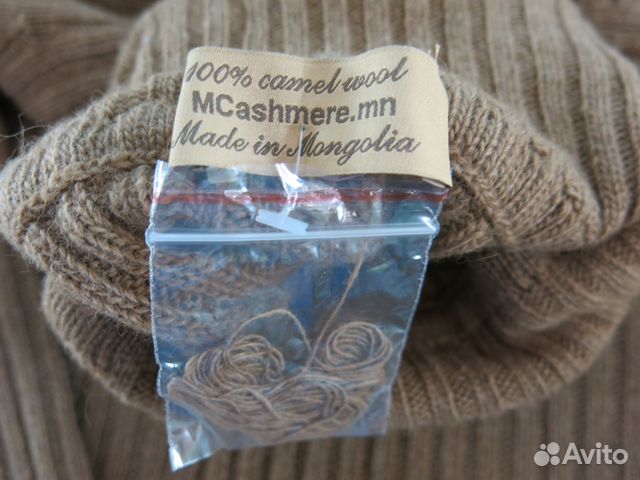 100% camel wool
MCashmere.mn
Made in Mongolia
Avito